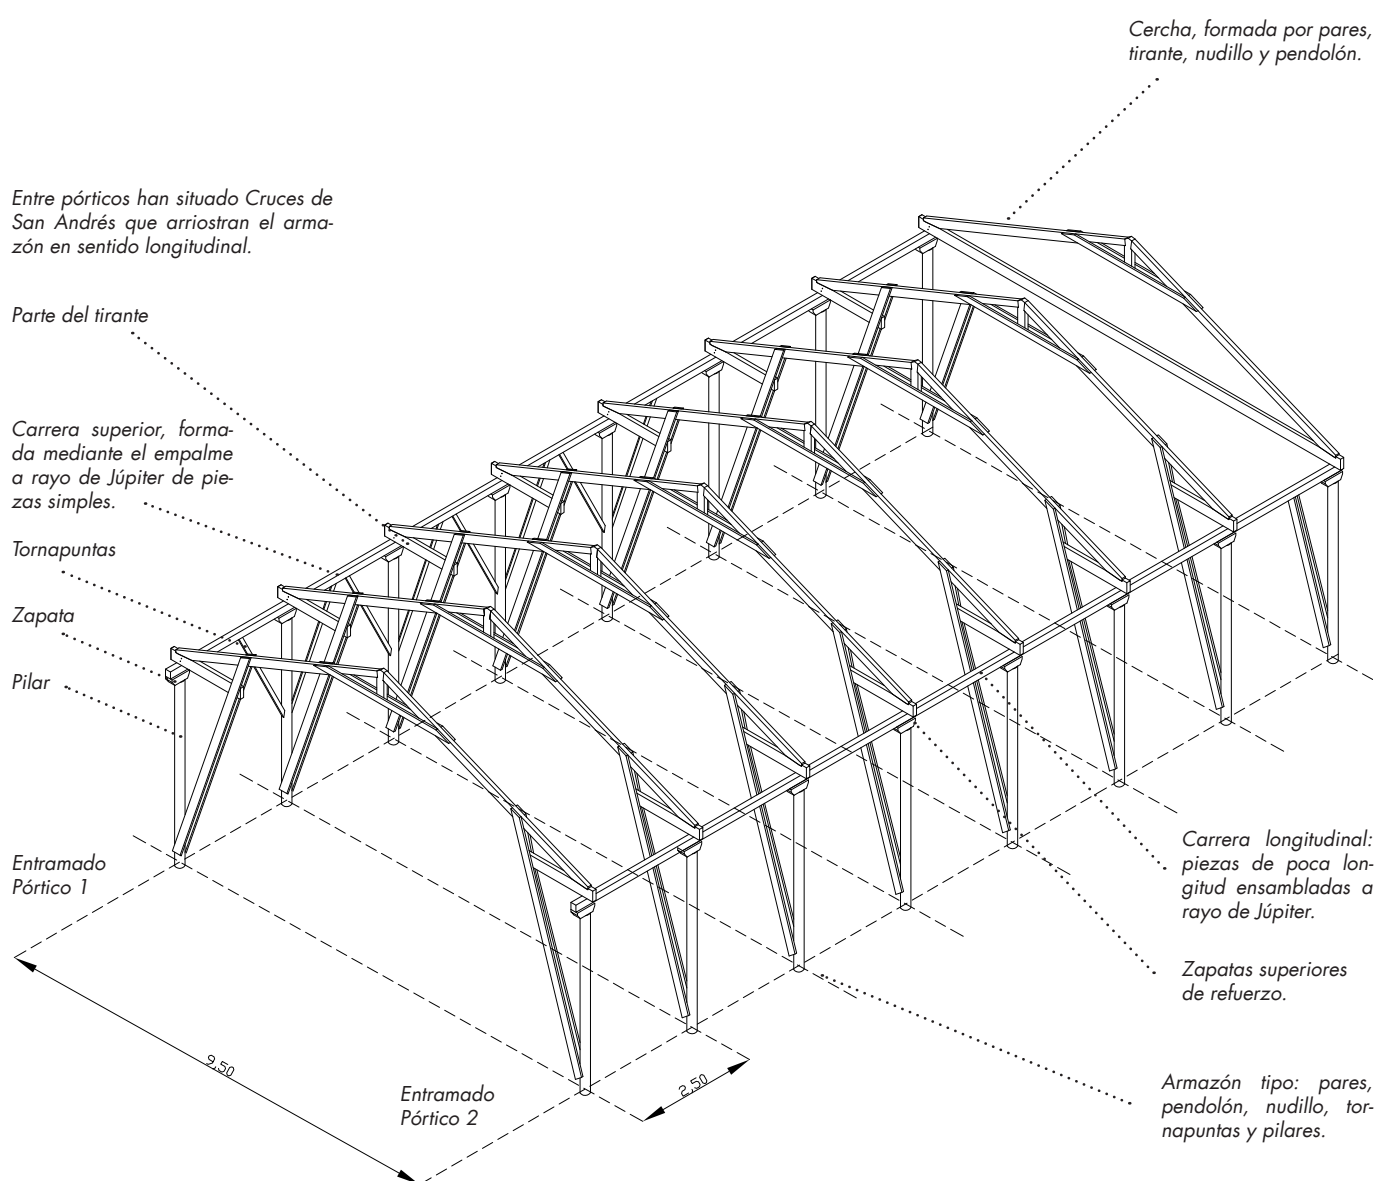 Cercha, formada por pares,
tirante, nudillo y pendolón.
Entre pórticos han situado Cruces de
San Andrés que arriostran el arma-
zón en sentido longitudinal.
Parte del tirante
Carrera superior, forma-
da mediante el empalme
a rayo de Júpiter de pie-
zas simples.
Tornapuntas
Zapata
Pilar
Entramado
Pórtico 1
Carrera longitudinal:
piezas de poca lon-
gitud ensambladas a
rayo de Júpiter.
Zapatas superiores
de refuerzo.
9,50
2,50
Entramado
Pórtico 2
Armazón tipo: pares,
pendolón, nudillo, tor-
napuntas y pilares.